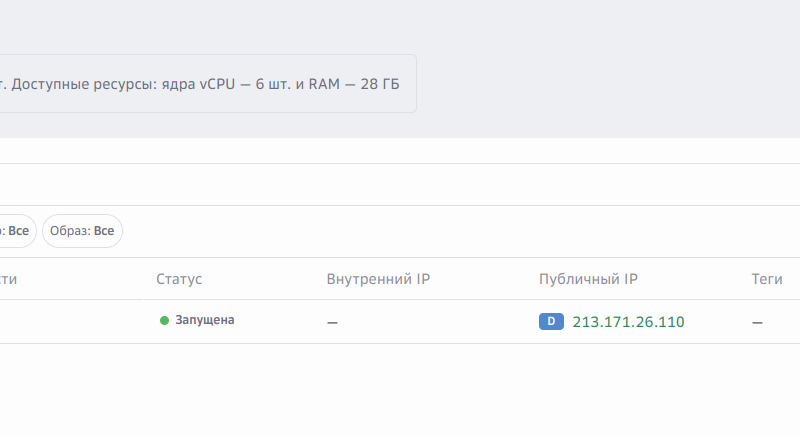 т. Доступные ресурсы: ядра vCPU — 6 шт. и RAM — 28 ГБ
: Все Образ: Все
сти Статус Внутренний IP Публичный IP Теги
Запущена — D 213.171.26.110 —